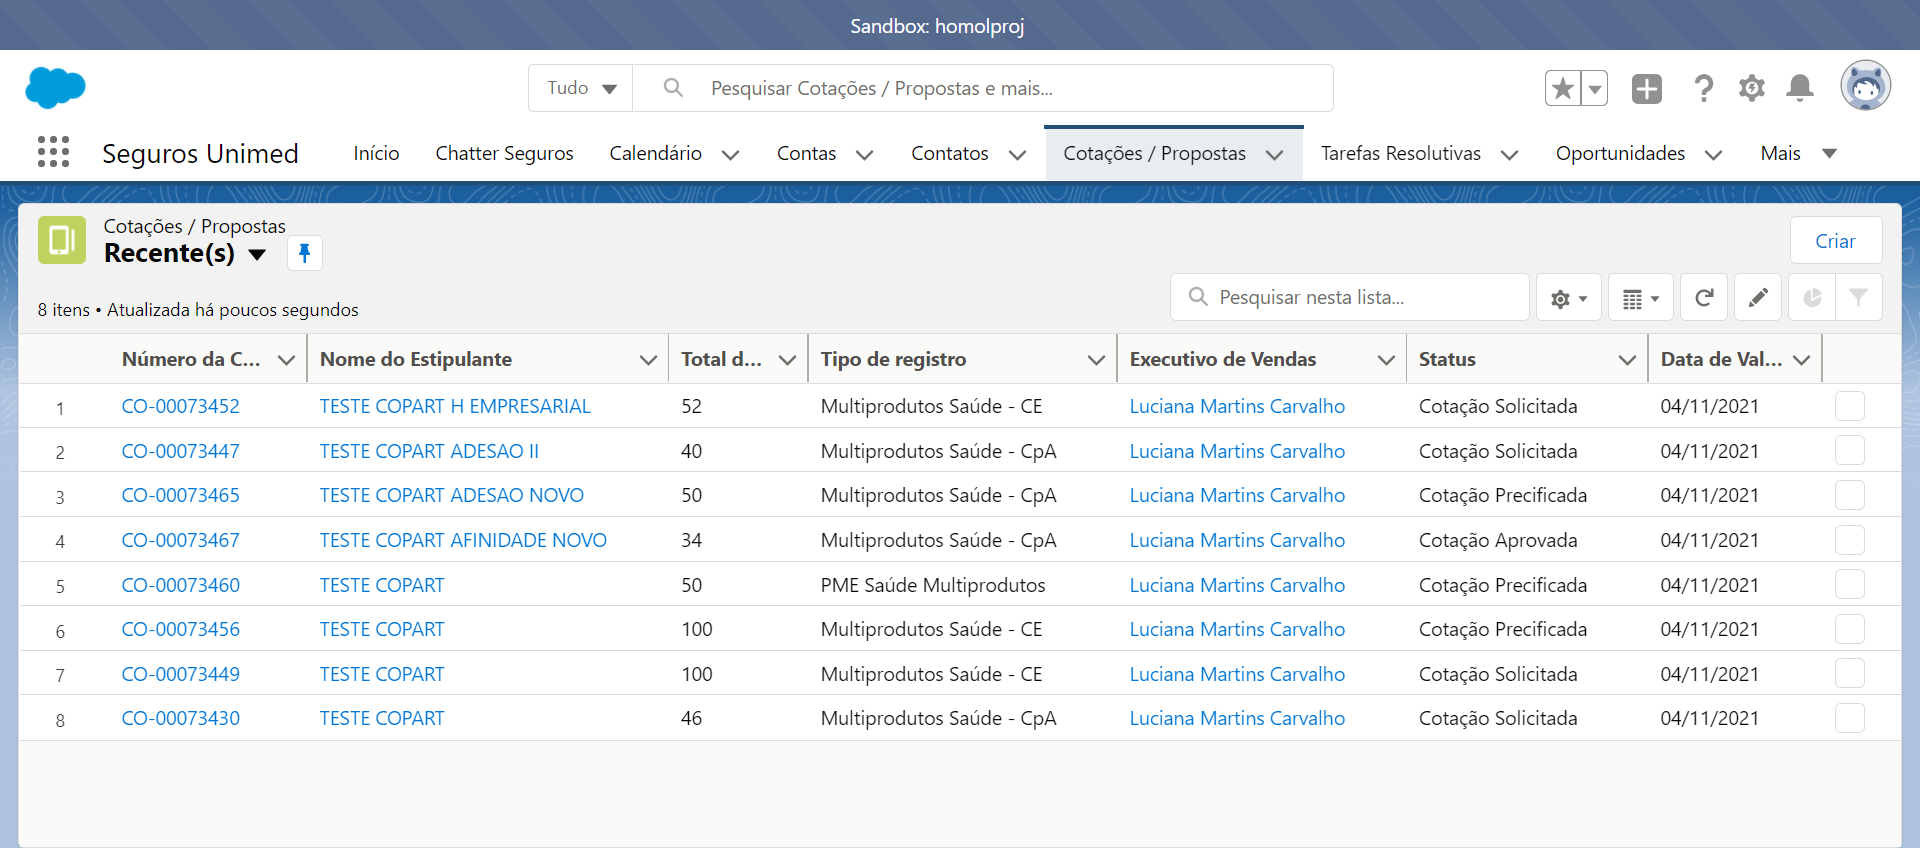 Sandbox: homolproj
Tudo Pesquisar Cotações / Propostas e mais...
Seguros Unimed Início Chatter Seguros Calendário Contas Contatos Cotações / Propostas Tarefas Resolutivas Oportunidades Mais
Cotações / Propostas
Recente(s)
Criar
8 itens • Atualizada há poucos segundos
Pesquisar nesta lista...
Número da C... Nome do Estipulante Total d... Tipo de registro Executivo de Vendas Status Data de Val...
1 CO-00073452 TESTE COPART H EMPRESARIAL 52 Multiprodutos Saúde - CE Luciana Martins Carvalho Cotação Solicitada 04/11/2021
2 CO-00073447 TESTE COPART ADESAO II 40 Multiprodutos Saúde - CpA Luciana Martins Carvalho Cotação Solicitada 04/11/2021
3 CO-00073465 TESTE COPART ADESAO NOVO 50 Multiprodutos Saúde - CpA Luciana Martins Carvalho Cotação Precificada 04/11/2021
4 CO-00073467 TESTE COPART AFINIDADE NOVO 34 Multiprodutos Saúde - CpA Luciana Martins Carvalho Cotação Aprovada 04/11/2021
5 CO-00073460 TESTE COPART 50 PME Saúde Multiprodutos Luciana Martins Carvalho Cotação Precificada 04/11/2021
6 CO-00073456 TESTE COPART 100 Multiprodutos Saúde - CE Luciana Martins Carvalho Cotação Precificada 04/11/2021
7 CO-00073449 TESTE COPART 100 Multiprodutos Saúde - CE Luciana Martins Carvalho Cotação Solicitada 04/11/2021
8 CO-00073430 TESTE COPART 46 Multiprodutos Saúde - CpA Luciana Martins Carvalho Cotação Solicitada 04/11/2021